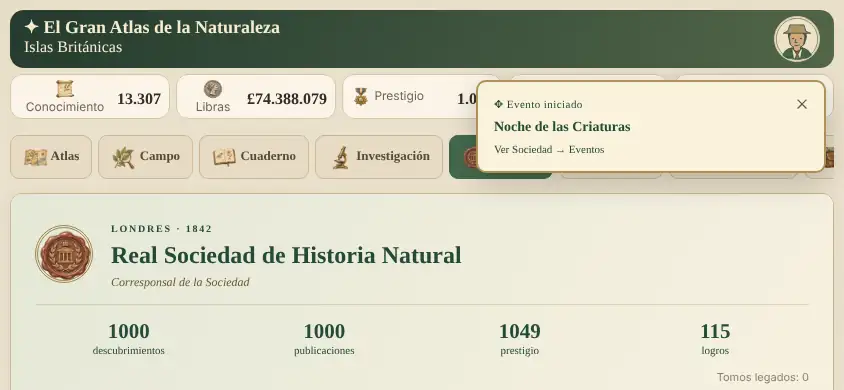 ✦ El Gran Atlas de la Naturaleza
Islas Británicas
Conocimiento 13.307
Libras £74.388.079
Prestigio 1.0
✥ Evento iniciado
Noche de las Criaturas
Ver Sociedad → Eventos
Atlas
Campo
Cuaderno
Investigación
LONDRES · 1842
Real Sociedad de Historia Natural
Corresponsal de la Sociedad
1000 1000 1049 115
descubrimientos publicaciones prestigio logros
Tomos legados: 0